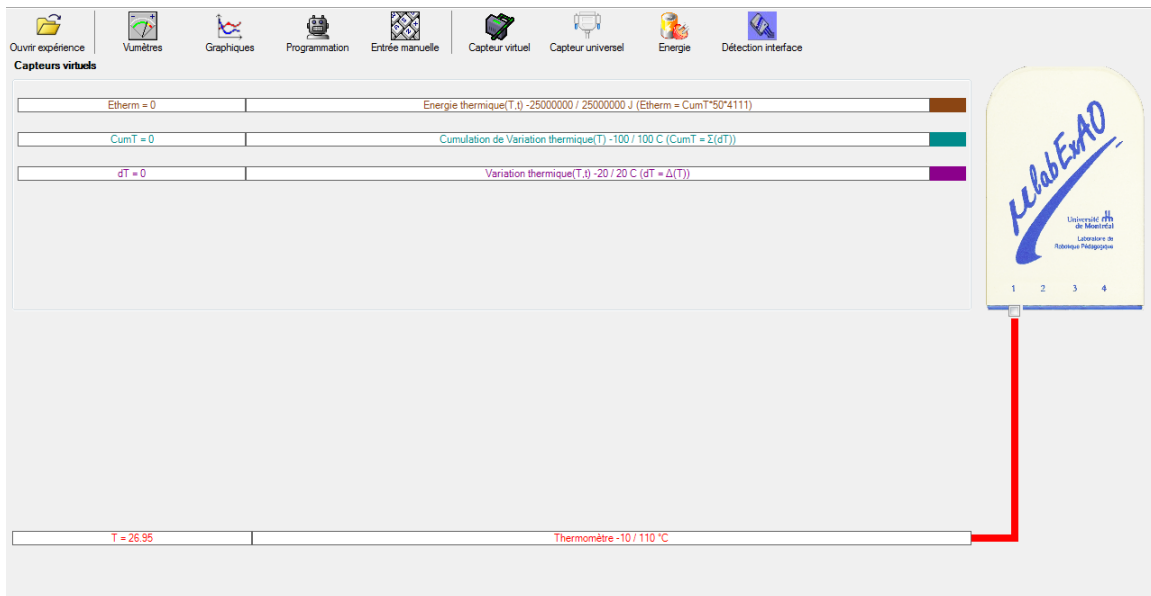 Ouvrir expérience
Vumètres
Graphiques
Programmation
Entrée manuelle
Capteur virtuel
Capteur universel
Energie
Détection interface
Capteurs virtuels
Etherm = 0
Energie thermique(T,t) -25000000 / 25000000 J (Etherm = CumT*50*4111)
CumT = 0
Cumulation de Variation thermique(T) -100 / 100 C (CumT = Σ(dT))
dT = 0
Variation thermique(T,t) -20 / 20 C (dT = Δ(T))
µlabExAO
Université
de Montréal
Laboratoire de
Robotique Pédagogique
1 2 3 4
T = 26.95
Thermomètre -10 / 110 °C